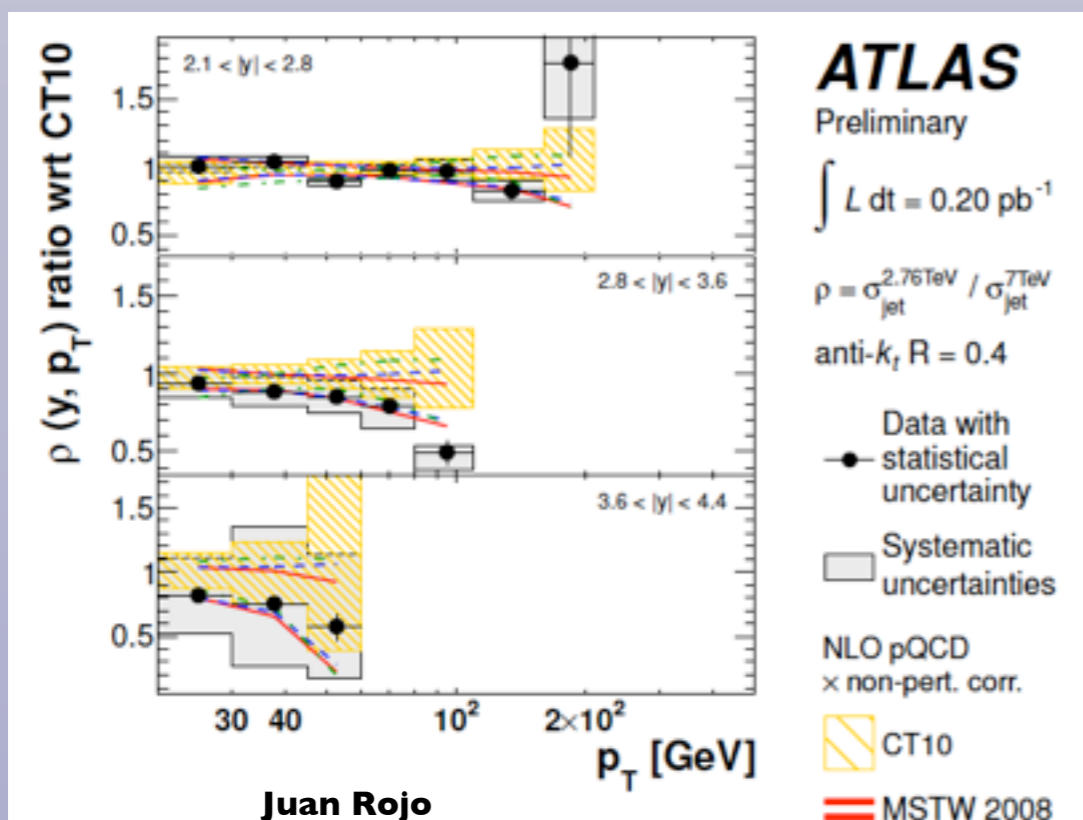 ρ (y, p_T) ratio wrt CT10
2.1 < |y| < 2.8
1.5
1
0.5
2.8 < |y| < 3.6
1.5
1
0.5
3.6 < |y| < 4.4
1.5
1
0.5
30 40 10² 2×10²
p_T [GeV]
Juan Rojo
ATLAS
Preliminary
∫ L dt = 0.20 pb⁻¹
ρ = σ_jet^2.76TeV / σ_jet^7TeV
anti-k_t R = 0.4
Data with
statistical
uncertainty
Systematic
uncertainties
NLO pQCD
× non-pert. corr.
CT10
MSTW 2008